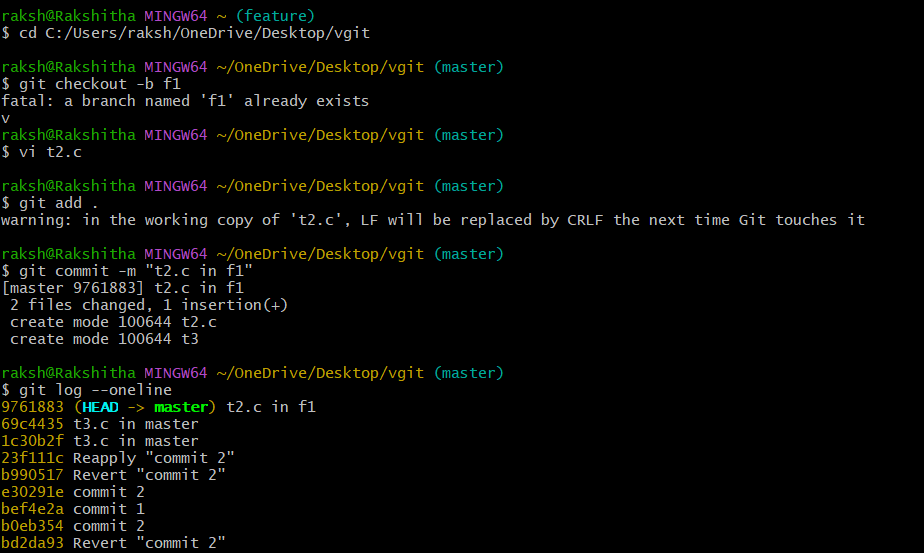 raksh@Rakshitha MINGW64 ~ (feature)
$ cd C:/Users/raksh/OneDrive/Desktop/vgit
raksh@Rakshitha MINGW64 ~/OneDrive/Desktop/vgit (master)
$ git checkout -b f1
fatal: a branch named 'f1' already exists
v
raksh@Rakshitha MINGW64 ~/OneDrive/Desktop/vgit (master)
$ vi t2.c
raksh@Rakshitha MINGW64 ~/OneDrive/Desktop/vgit (master)
$ git add .
warning: in the working copy of 't2.c', LF will be replaced by CRLF the next time Git touches it
raksh@Rakshitha MINGW64 ~/OneDrive/Desktop/vgit (master)
$ git commit -m "t2.c in f1"
[master 9761883] t2.c in f1
 2 files changed, 1 insertion(+)
 create mode 100644 t2.c
 create mode 100644 t3
raksh@Rakshitha MINGW64 ~/OneDrive/Desktop/vgit (master)
$ git log --oneline
9761883 (HEAD -> master) t2.c in f1
69c4435 t3.c in master
1c30b2f t3.c in master
23f111c Reapply "commit 2"
b990517 Revert "commit 2"
e30291e commit 2
bef4e2a commit 1
b0eb354 commit 2
bd2da93 Revert "commit 2"